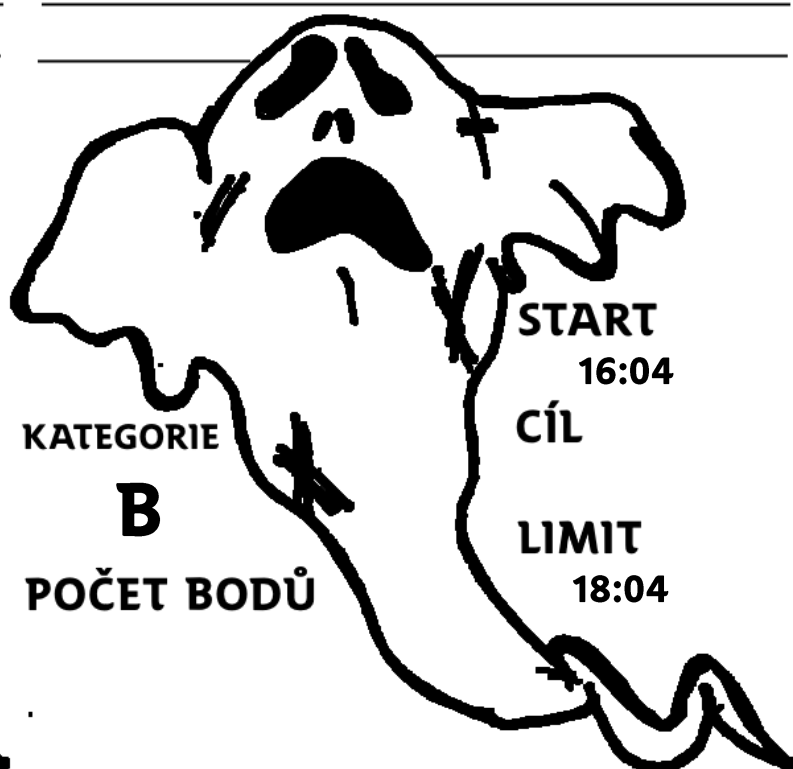 START
16:04
CÍL
KATEGORIE
B
LIMIT
18:04
POČET BODŮ